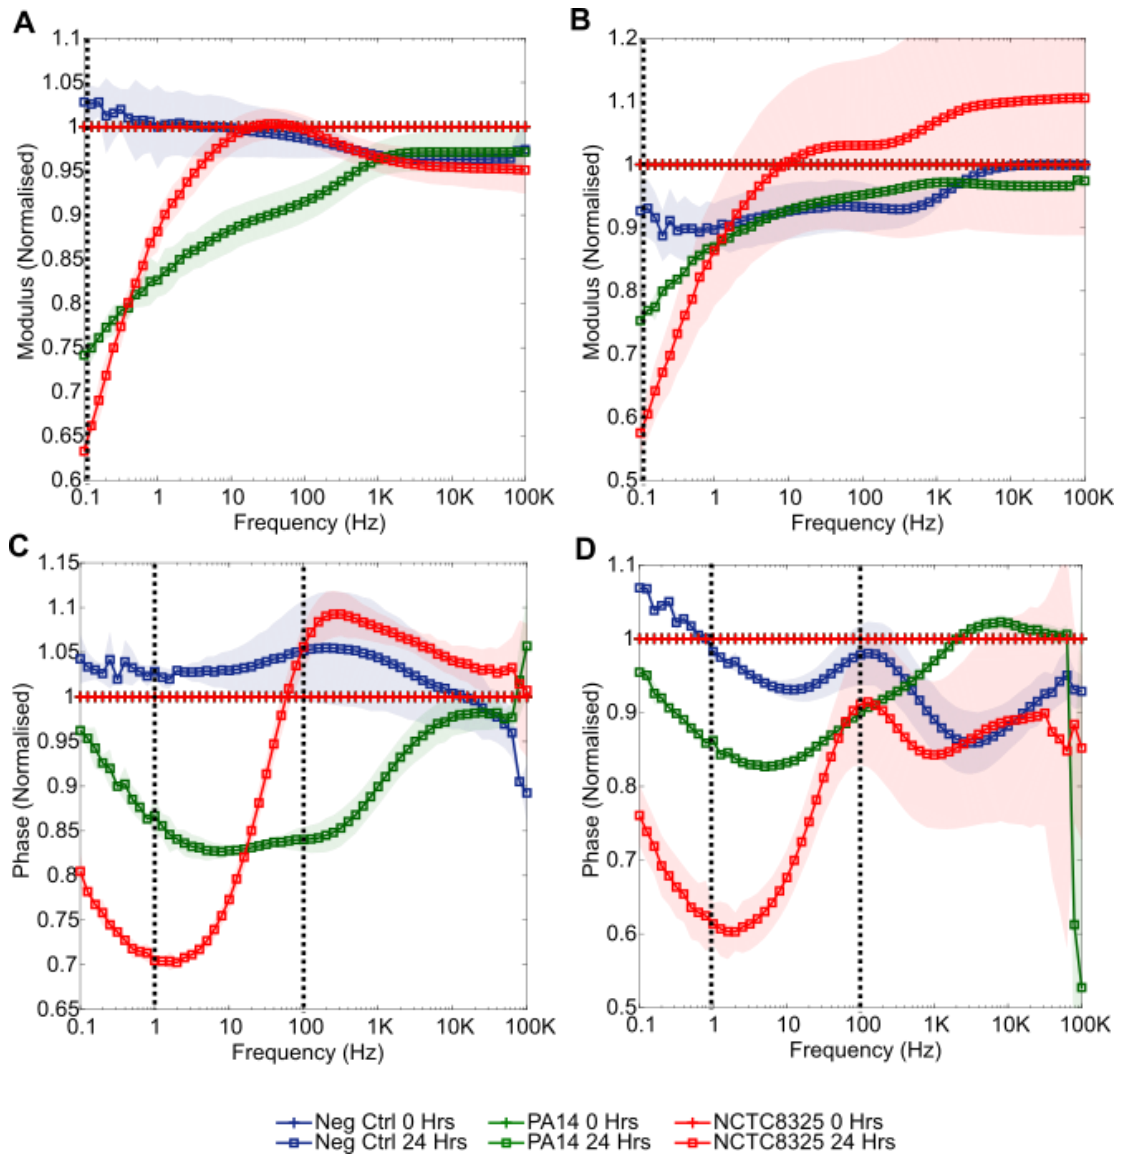 A
Modulus (Normalised)
1.1
1.05
1
0.95
0.9
0.85
0.8
0.75
0.7
0.65
0.6
0.1 1 10 100 1K 10K 100K
Frequency (Hz)
B
Modulus (Normalised)
1.2
1.1
1
0.9
0.8
0.7
0.6
0.5
0.1 1 10 100 1K 10K 100K
Frequency (Hz)
C
Phase (Normalised)
1.15
1.1
1.05
1
0.95
0.9
0.85
0.8
0.75
0.7
0.65
0.1 1 10 100 1K 10K 100K
Frequency (Hz)
D
Phase (Normalised)
1.1
1
0.9
0.8
0.7
0.6
0.5
0.1 1 10 100 1K 10K 100K
Frequency (Hz)
Neg Ctrl 0 Hrs PA14 0 Hrs NCTC8325 0 Hrs
Neg Ctrl 24 Hrs PA14 24 Hrs NCTC8325 24 Hrs